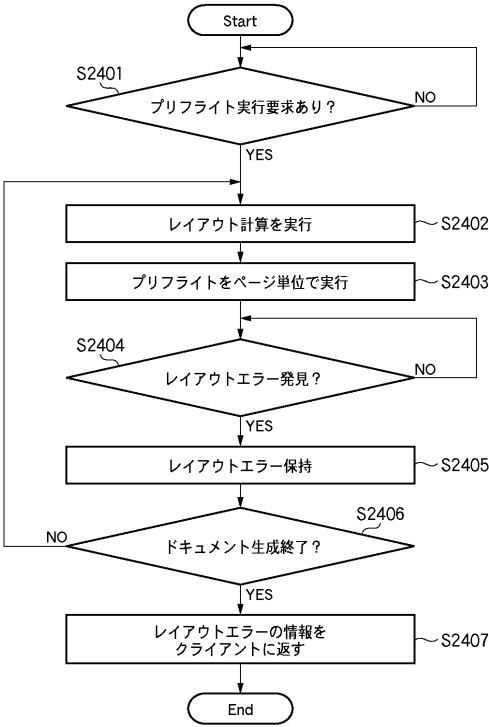 Start
S2401
プリフライト実行要求あり?
NO
YES
レイアウト計算を実行
S2402
プリフライトをページ単位で実行
S2403
S2404
レイアウトエラー発見?
NO
YES
レイアウトエラー保持
S2405
S2406
NO
ドキュメント生成終了?
YES
レイアウトエラーの情報を
クライアントに返す
S2407
End